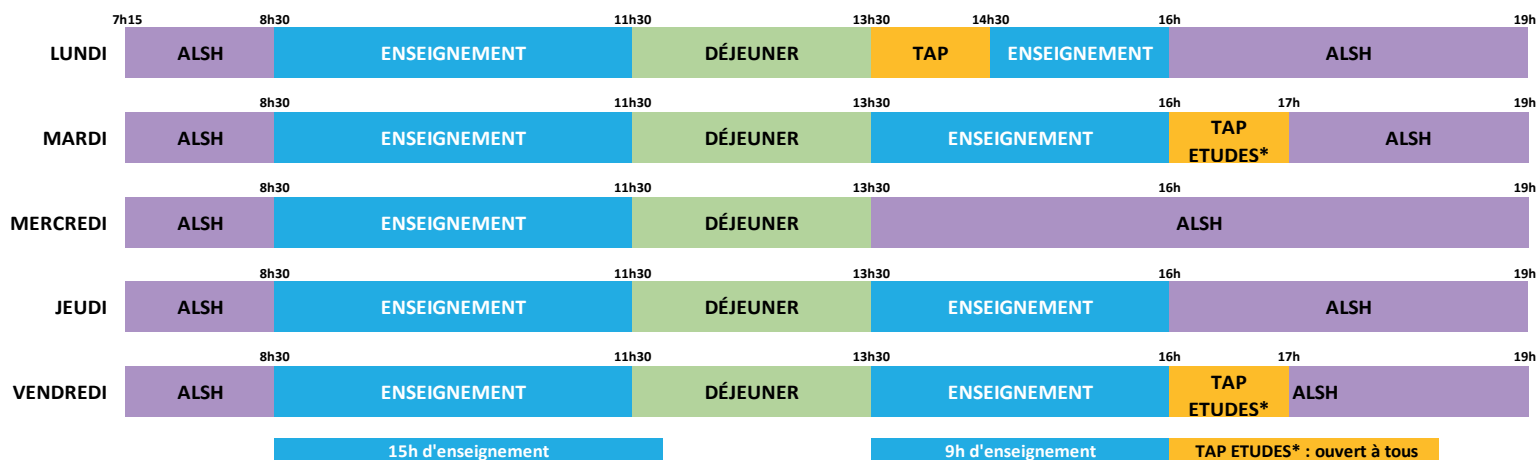 7h15 8h30 11h30 13h30 14h30 16h 19h
LUNDI ALSH ENSEIGNEMENT DÉJEUNER TAP ENSEIGNEMENT ALSH
8h30 11h30 13h30 16h 17h 19h
MARDI ALSH ENSEIGNEMENT DÉJEUNER ENSEIGNEMENT TAP ETUDES* ALSH
8h30 11h30 13h30 16h 19h
MERCREDI ALSH ENSEIGNEMENT DÉJEUNER ALSH
8h30 11h30 13h30 16h 19h
JEUDI ALSH ENSEIGNEMENT DÉJEUNER ENSEIGNEMENT ALSH
8h30 11h30 13h30 16h 17h 19h
VENDREDI ALSH ENSEIGNEMENT DÉJEUNER ENSEIGNEMENT TAP ETUDES* ALSH
15h d'enseignement 9h d'enseignement TAP ETUDES* : ouvert à tous